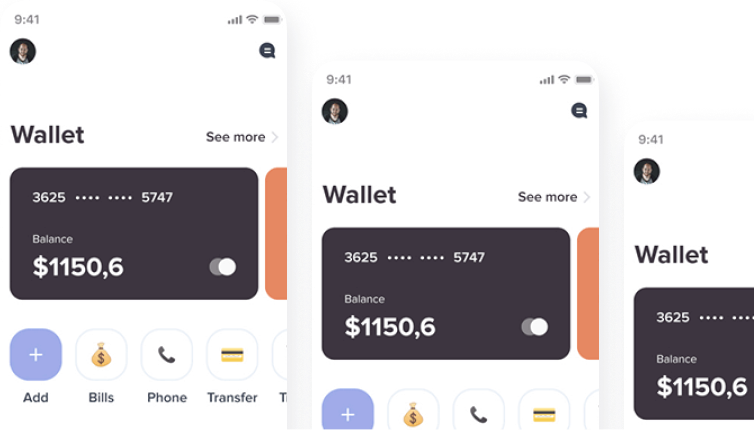 9:41
Wallet
See more
3625 •••• •••• 5747
Balance
$1150,6
Add
Bills
Phone
Transfer
9:41
Wallet
See more
3625 •••• •••• 5747
Balance
$1150,6
9:41
Wallet
3625 •••• ••••
Balance
$1150,6